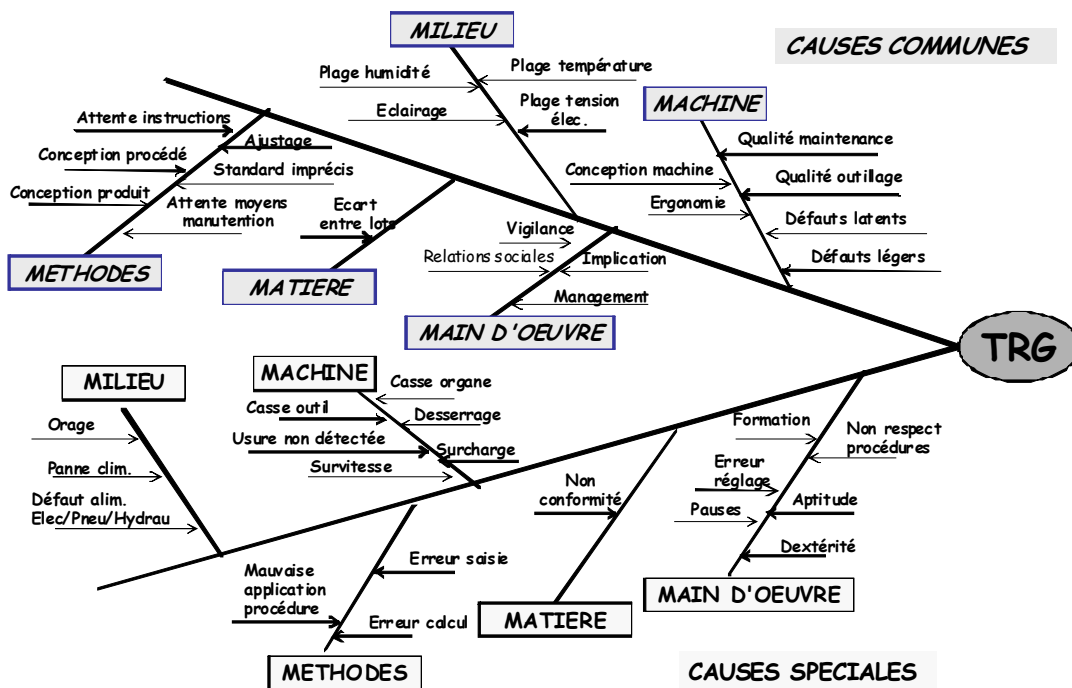 MILIEU
CAUSES COMMUNES
Plage humidité
Plage température
Eclairage
Plage tension
élec.
MACHINE
Qualité maintenance
Conception machine
Qualité outillage
Ergonomie
Défauts latents
Défauts légers
Attente instructions
Ajustage
Conception procédé
Standard imprécis
Conception produit
Attente moyens
manutention
METHODES
Ecart
entre lots
MATIERE
Vigilance
Relations sociales
Implication
Management
MAIN D'OEUVRE
TRG
MILIEU
Orage
Panne clim.
Défaut alim.
Elec/Pneu/Hydrau
MACHINE
Casse organe
Casse outil
Desserrage
Usure non détectée
Surcharge
Survitesse
Mauvaise
application
procédure
Erreur saisie
Erreur calcul
METHODES
Non
conformité
MATIERE
Formation
Non respect
procédures
Erreur
réglage
Pauses
Aptitude
Dextérité
MAIN D'OEUVRE
CAUSES SPECIALES